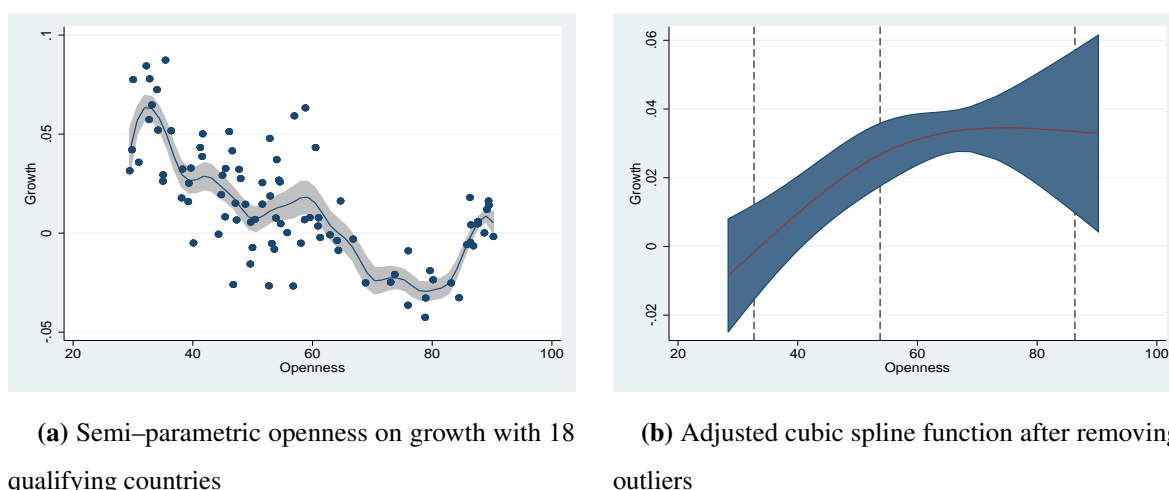 .1
.05
0
-.05
Growth
20
40
60
80
100
Openness
.06
.04
.02
0
-.02
Growth
20
40
60
80
100
Openness
(a) Semi–parametric openness on growth with 18
qualifying countries
(b) Adjusted cubic spline function after removing
outliers